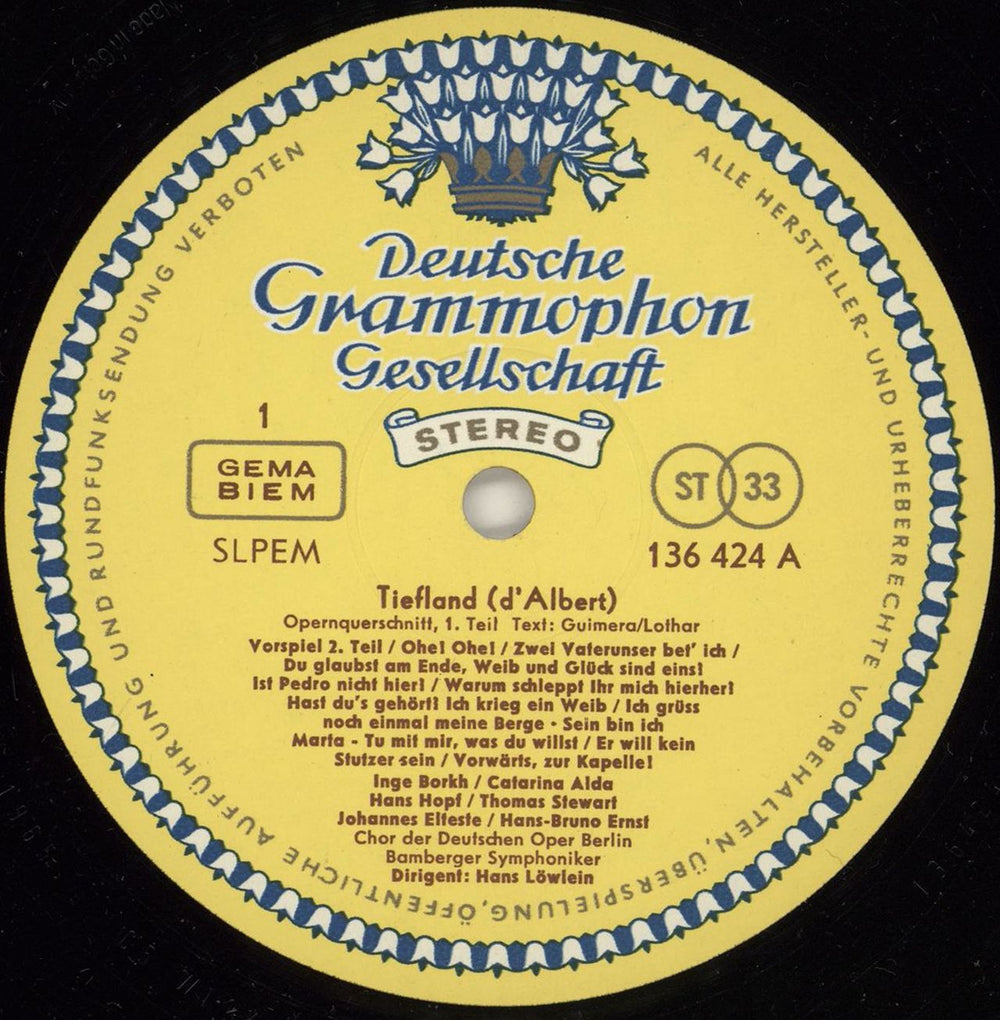 Deutsche
Grammophon
Gesellschaft
STEREO
1
GEMA
BIEM
SLPEM
ST 33
136 424 A
Tiefland (d'Albert)
Opernquerschnitt, 1. Teil Text: Guimera/Lothar
Vorspiel 2. Teil / Ohe! Ohe! / Zwei Vaterunser bet' ich /
Du glaubst am Ende, Weib und Glück sind eins!
Ist Pedro nicht hier! / Warum schleppt Ihr mich hierher!
Hast du's gehört! Ich krieg ein Weib / Ich grüss
noch einmal meine Berge · Sein bin ich
Marta - Tu mit mir, was du willst / Er will kein
Stutzer sein / Vorwärts, zur Kapelle!
Inge Borkh / Catarina Alda
Hans Hopf / Thomas Stewart
Johannes Elteste / Hans-Bruno Ernst
Chor der Deutschen Oper Berlin
Bamberger Symphoniker
Dirigent: Hans Löwlein
ALLE HERSTELLER- UND URHEBERRECHTE VORBEHALTEN, ÜBERSPIELUNG, ÖFFENTLICHE AUFFÜHRUNG UND RUNDFUNKSENDUNG VERBOTEN